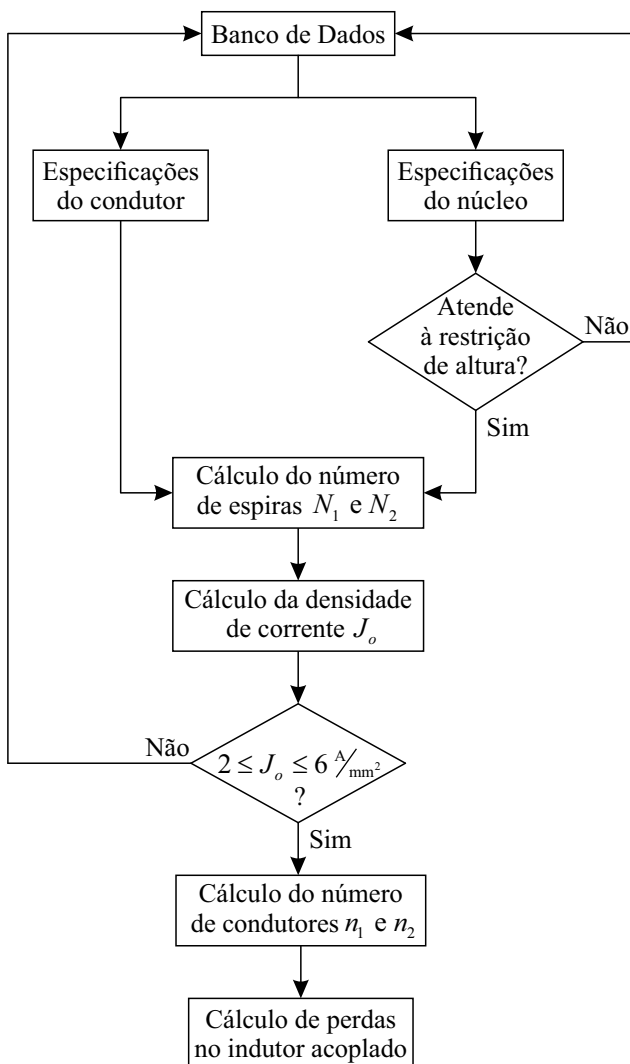 Banco de Dados
Especificações
do condutor
Especificações
do núcleo
Atende
à restrição
de altura?
Não
Sim
Cálculo do número
de espiras N₁ e N₂
Cálculo da densidade
de corrente Jₒ
Não
2 ≤ Jₒ ≤ 6 A/mm²
?
Sim
Cálculo do número
de condutores n₁ e n₂
Cálculo de perdas
no indutor acoplado